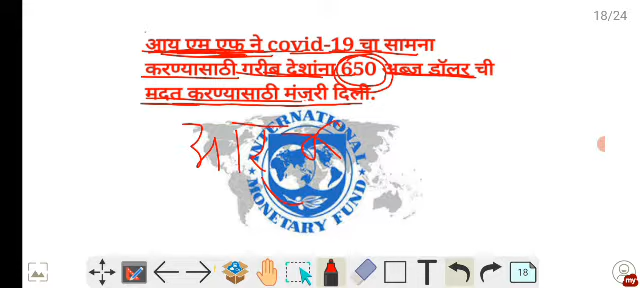 18/24
आय एम एफ ने covid-19 चा सामना
करण्यासाठी गरीब देशांना 650 अब्ज डॉलर ची
मदत करण्यासाठी मंजुरी दिली.
INTERNATIONAL
MONETARY FUND
T
18
my